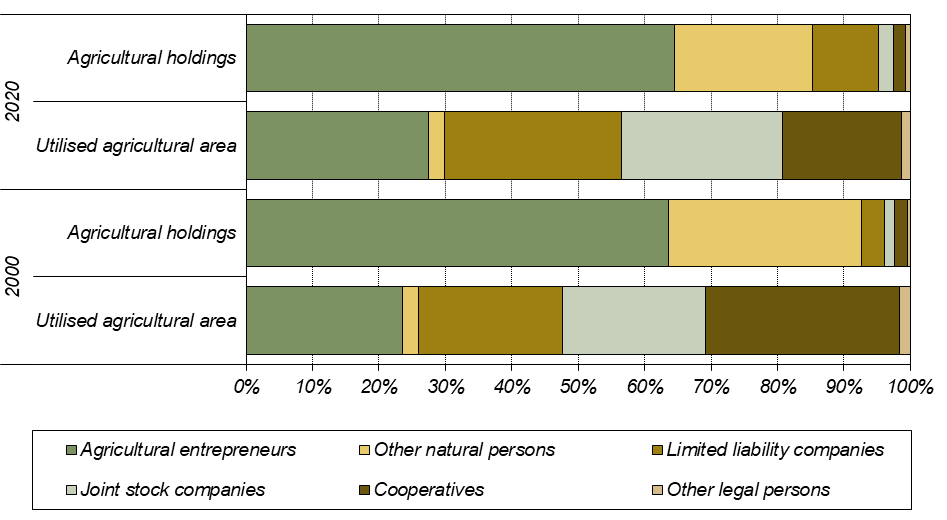 2020
Agricultural holdings
Utilised agricultural area
2000
Agricultural holdings
Utilised agricultural area
0% 10% 20% 30% 40% 50% 60% 70% 80% 90% 100%
Agricultural entrepreneurs Other natural persons Limited liability companies
Joint stock companies Cooperatives Other legal persons